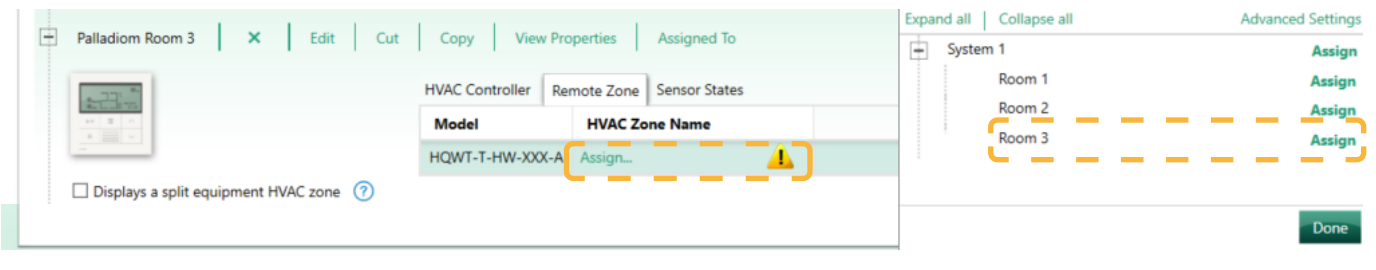 Palladiom Room 3 | × | Edit | Cut | Copy | View Properties | Assigned To
HVAC Controller Remote Zone Sensor States
Model HVAC Zone Name
HQWT-T-HW-XXX-A Assign...
Displays a split equipment HVAC zone ?
Expand all | Collapse all Advanced Settings
System 1 Assign
Room 1 Assign
Room 2 Assign
Room 3 Assign
Done